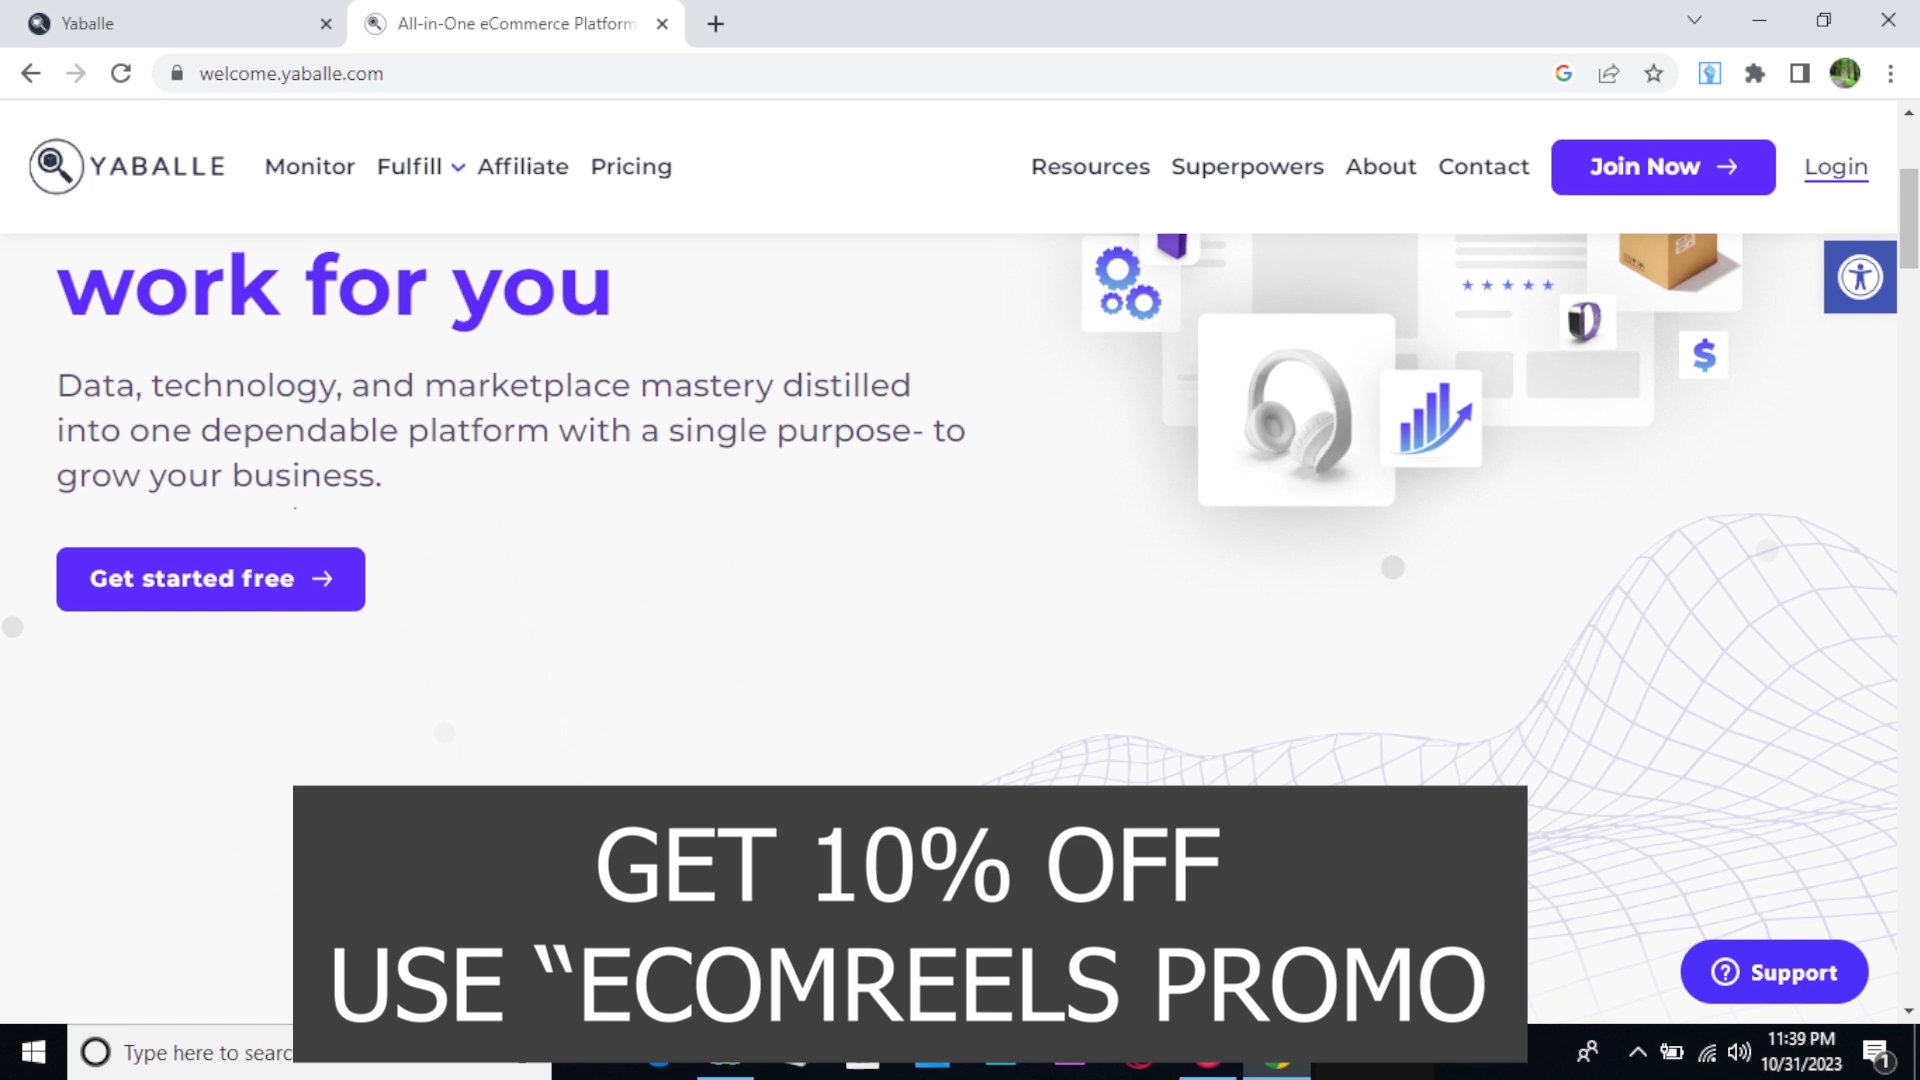 Yaballe
All-in-One eCommerce Platform
welcome.yaballe.com
YABALLE
Monitor
Fulfill
Affiliate
Pricing
Resources
Superpowers
About
Contact
Join Now →
Login
work for you
Data, technology, and marketplace mastery distilled
into one dependable platform with a single purpose- to
grow your business.
$
Get started free →
GET 10% OFF
USE “ECOMREELS PROMO
? Support
Type here to searc
11:39 PM
10/31/2023
1